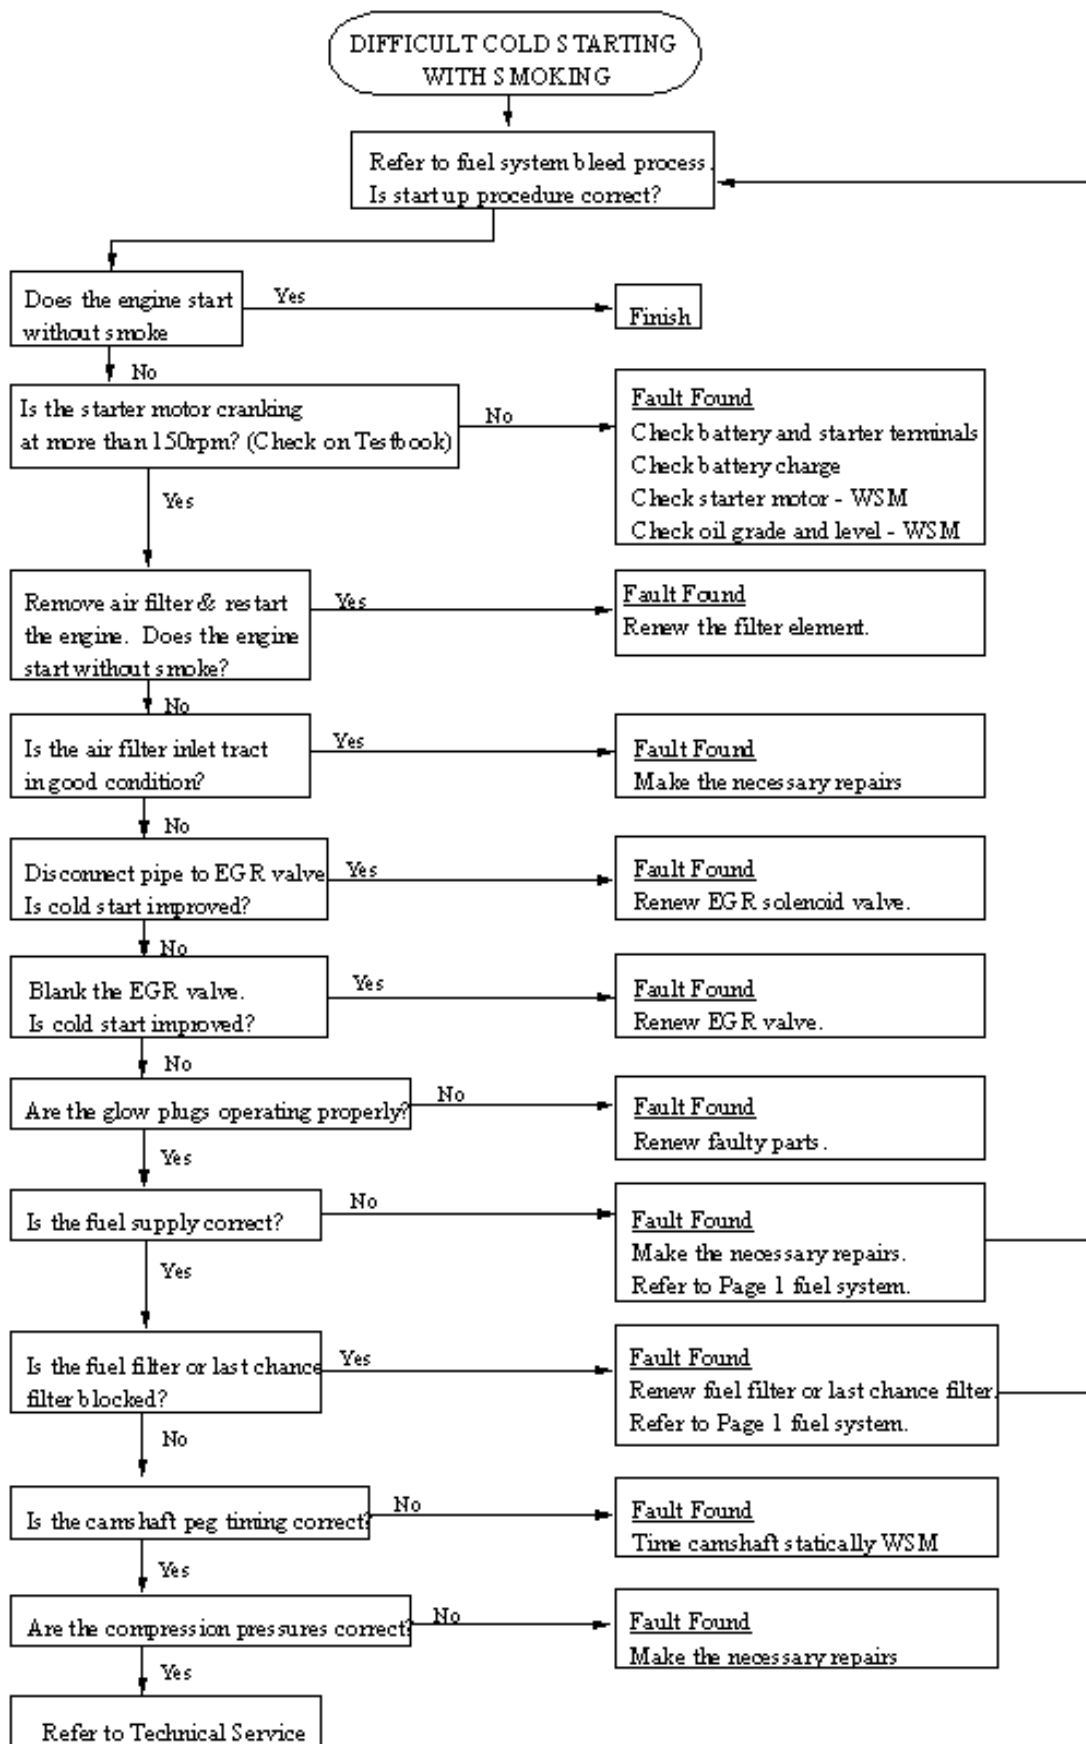 DIFFICULT COLD STARTING
WITH SMOKING
Refer to fuel system bleed process.
Is start up procedure correct?
Does the engine start
without smoke
Yes
Finish
No
Is the starter motor cranking
at more than 150rpm? (Check on Testbook)
No
Fault Found
Check battery and starter terminals
Check battery charge
Check starter motor - WSM
Check oil grade and level - WSM
Yes
Remove air filter & restart
the engine. Does the engine
start without smoke?
Yes
Fault Found
Renew the filter element.
No
Is the air filter inlet tract
in good condition?
Yes
Fault Found
Make the necessary repairs
No
Disconnect pipe to EGR valve
Is cold start improved?
Yes
Fault Found
Renew EGR solenoid valve.
No
Blank the EGR valve.
Is cold start improved?
Yes
Fault Found
Renew EGR valve.
No
Are the glow plugs operating properly?
No
Fault Found
Renew faulty parts.
Yes
Is the fuel supply correct?
No
Fault Found
Make the necessary repairs.
Refer to Page 1 fuel system.
Yes
Is the fuel filter or last chance
filter blocked?
Yes
Fault Found
Renew fuel filter or last chance filter.
Refer to Page 1 fuel system.
No
Is the camshaft peg timing correct?
No
Fault Found
Time camshaft statically WSM
Yes
Are the compression pressures correct?
No
Fault Found
Make the necessary repairs
Yes
Refer to Technical Service